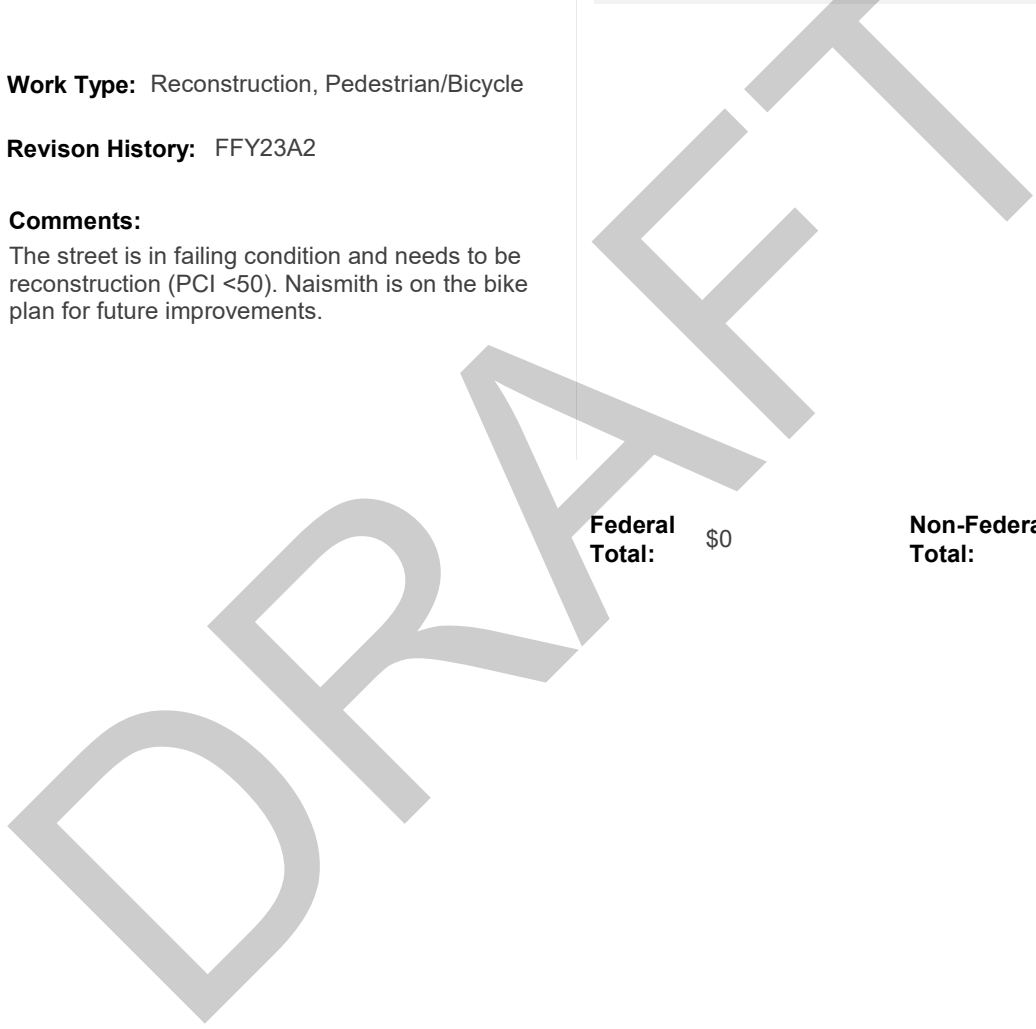 Work Type: Reconstruction, Pedestrian/Bicycle
Revison History: FFY23A2
Comments:
The street is in failing condition and needs to be
reconstruction (PCI <50). Naismith is on the bike
plan for future improvements.
Federal
Total: $0
Non-Federa
Total:
DRAFT